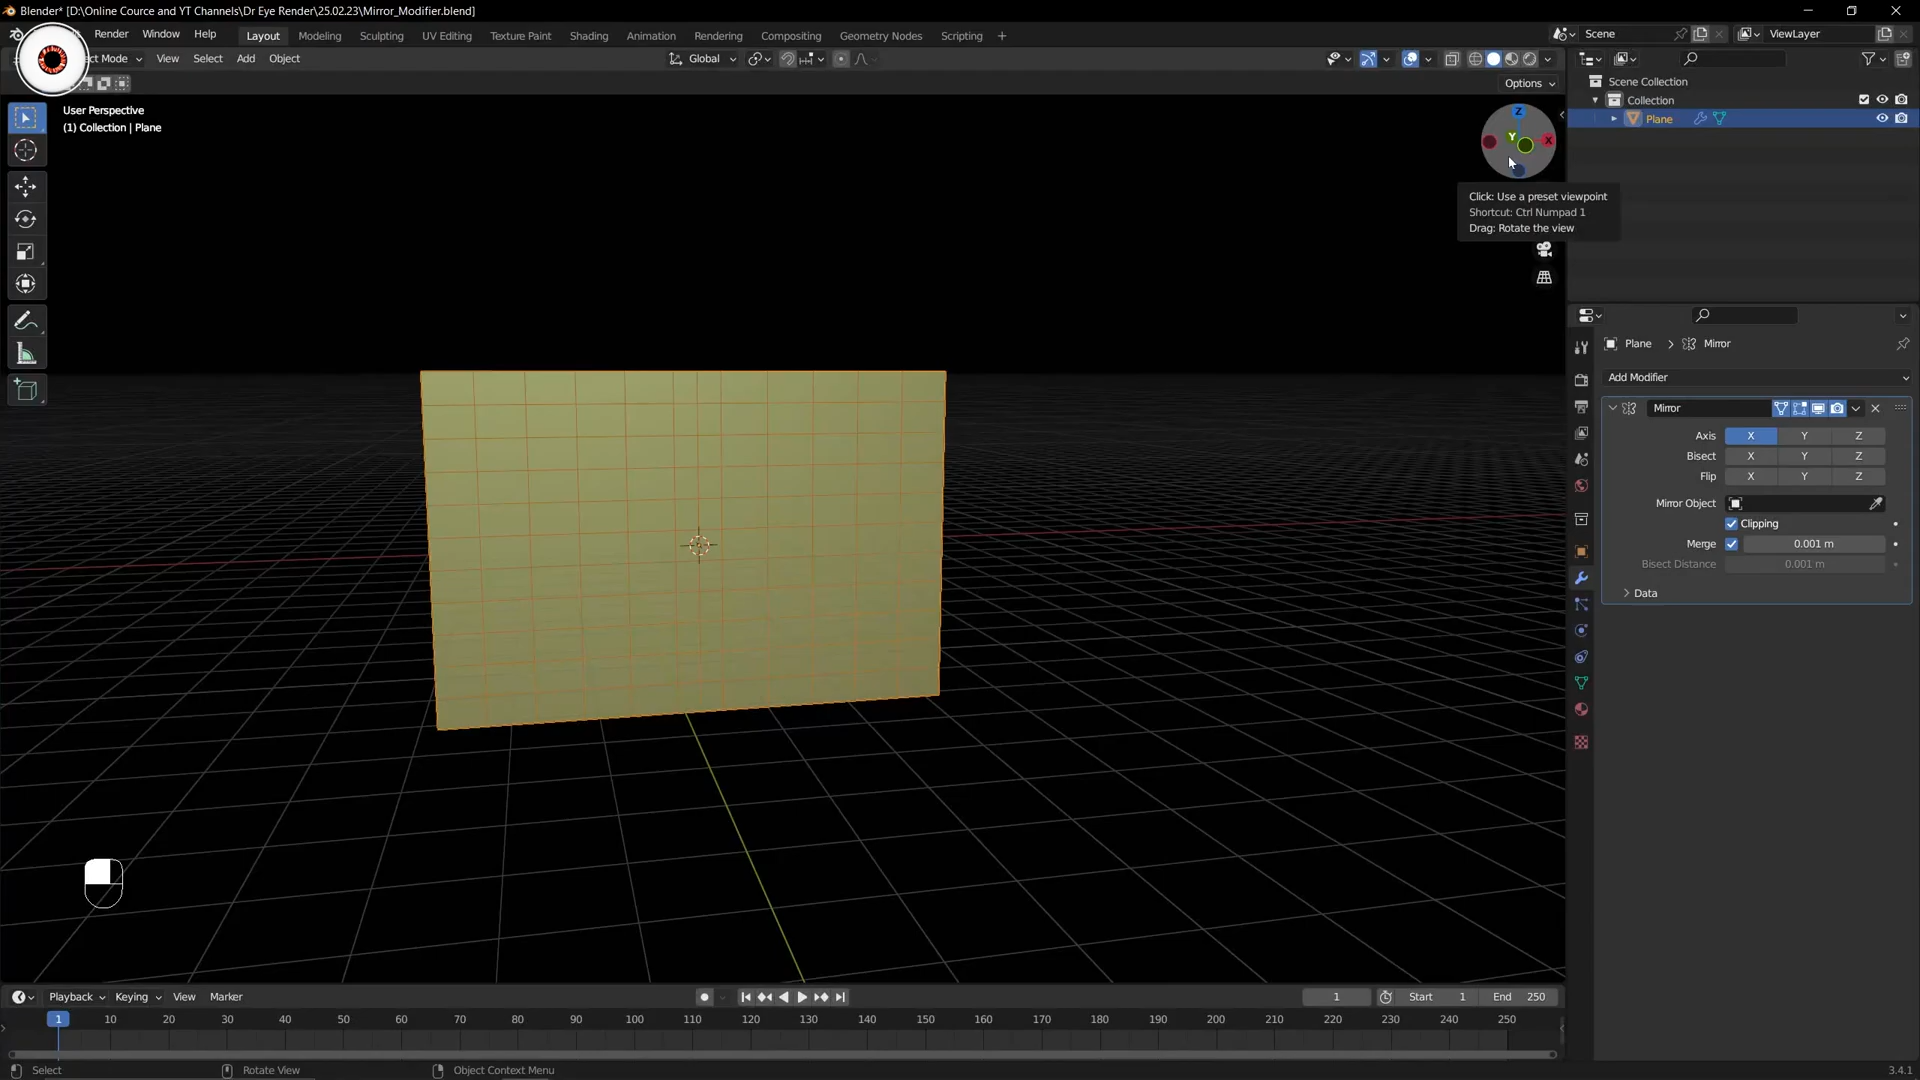 Blender* [D:\Online Cource and YT Channels\Dr Eye Render\25.02.23\Mirror_Modifier.blend]
Render Window Help Layout Modeling Sculpting UV Editing Texture Paint Shading Animation Rendering Compositing Geometry Nodes Scripting Scene ViewLayer
ect Mode View Select Add Object Global
Options
User Perspective
(1) Collection | Plane
Scene Collection
Collection
Plane
Z
Y
X
Click: Use a preset viewpoint
Shortcut: Ctrl Numpad 1
Drag: Rotate the view
Plane > Mirror
Add Modifier
Mirror
Axis X Y Z
Bisect X Y Z
Flip X Y Z
Mirror Object
Clipping
Merge 0.001 m
Bisect Distance 0.001 m
Data
Playback Keying View Marker 1 Start 1 End 250
1 10 20 30 40 50 60 70 80 90 100 110 120 130 140 150 160 170 180 190 200 210 220 230 240 250
Select Rotate View Object Context Menu 3.4.1